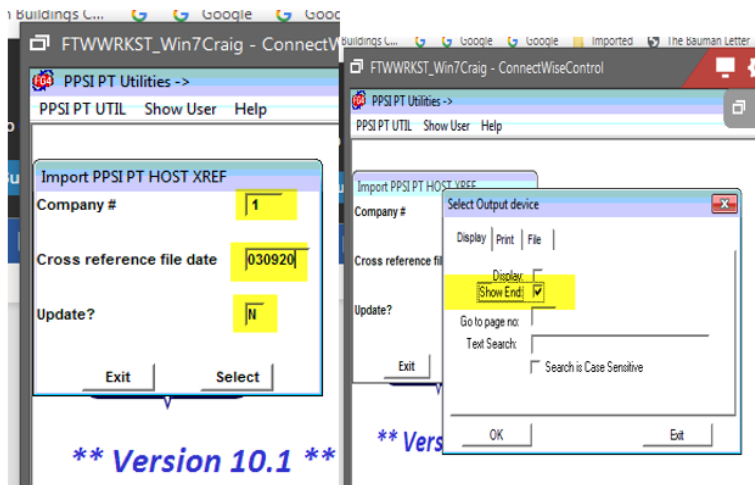 n Buildings C... Google Google Goog
FTWWRKST_Win7Craig - ConnectW
PPSI PT Utilities ->
PPSI PT UTIL Show User Help
Import PPSI PT HOST XREF
Company # 1
Cross reference file date 030920
Update? N
Exit Select
** Version 10.1 **
Buildings C... Google Google Imported The Bauman Letter
FTWWRKST_Win7Craig - ConnectWiseControl
PPSI PT Utilities ->
PPSI PT UTIL Show User Help
Import PPSI PT HOST XREF
Company #
Cross reference fil
Update?
Exit
Select Output device
Display Print File
Display:
Show End:
Go to page no:
Text Search:
Search is Case Sensitive
OK Exit
** Vers